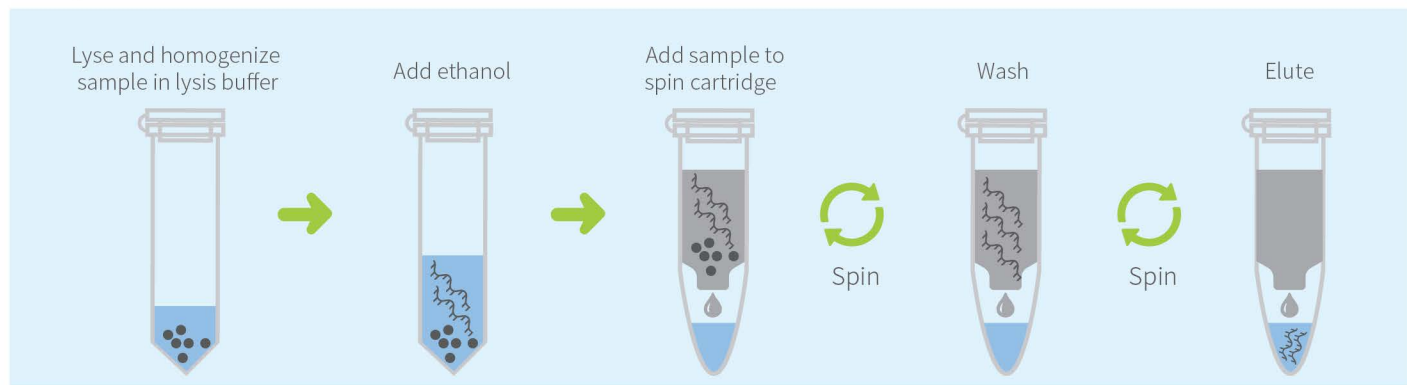 Lyse and homogenize
sample in lysis buffer
Add ethanol
Add sample to
spin cartridge
Wash
Elute
Spin
Spin